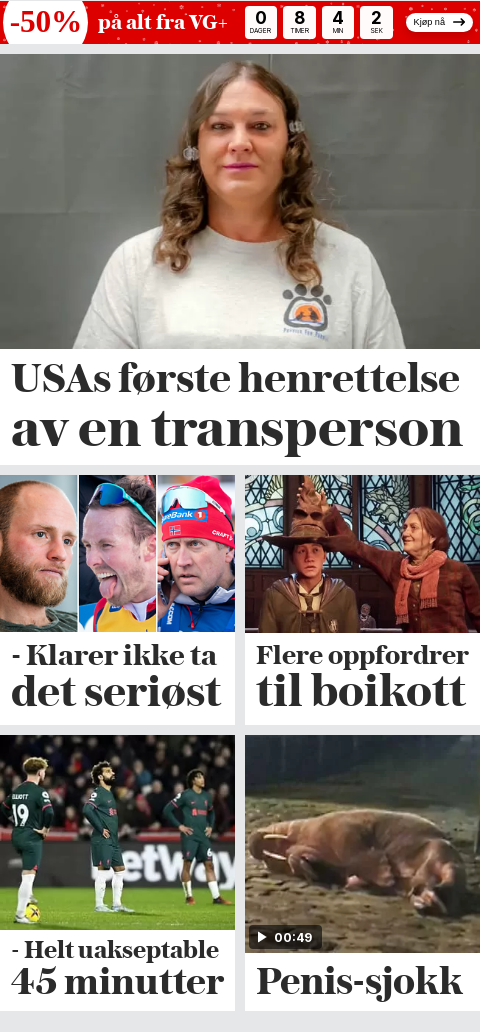 -50%
på alt fra VG+
0
DAGER
8
TIMER
4
MIN
2
SEK
Kjøp nå
USAs første henrettelse
av en transperson
- Klarer ikke ta
det seriøst
Flere oppfordrer
til boikott
ELLIOTT
19
- Helt uakseptable
45 minutter
00:49
Penis-sjokk